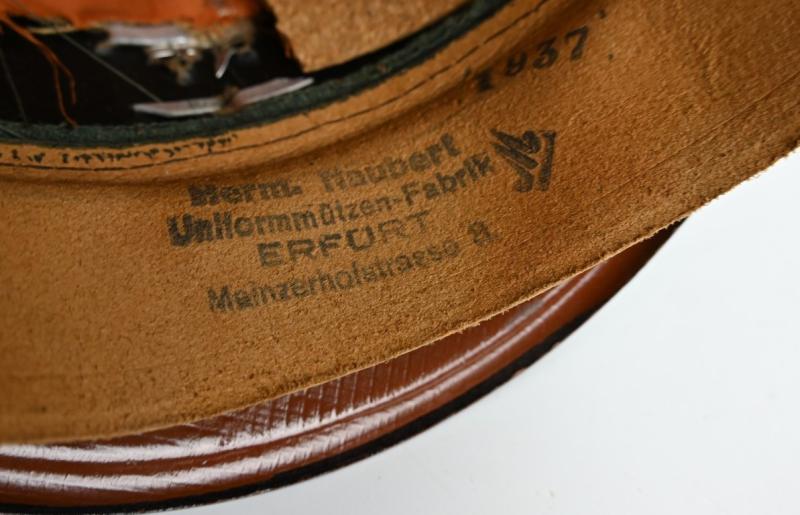 1937
Herm. Haubert
Uniformmützen-Fabrik
ERFURT
Mainzerhofstrasse 8